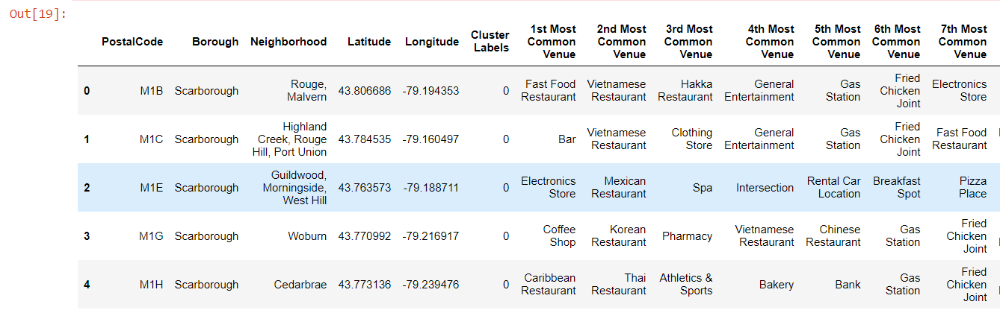 Out[19]:
PostalCode Borough Neighborhood Latitude Longitude Cluster Labels 1st Most Common Venue 2nd Most Common Venue 3rd Most Common Venue 4th Most Common Venue 5th Most Common Venue 6th Most Common Venue 7th Most Common Venue
0 M1B Scarborough Rouge, Malvern 43.806686 -79.194353 0 Fast Food Restaurant Vietnamese Restaurant Hakka Restaurant General Entertainment Gas Station Fried Chicken Joint Electronics Store
1 M1C Scarborough Highland Creek, Rouge Hill, Port Union 43.784535 -79.160497 0 Bar Vietnamese Restaurant Clothing Store General Entertainment Gas Station Fried Chicken Joint Fast Food Restaurant
2 M1E Scarborough Guildwood, Morningside, West Hill 43.763573 -79.188711 0 Electronics Store Mexican Restaurant Spa Intersection Rental Car Location Breakfast Spot Pizza Place
3 M1G Scarborough Woburn 43.770992 -79.216917 0 Coffee Shop Korean Restaurant Pharmacy Vietnamese Restaurant Chinese Restaurant Gas Station Fried Chicken Joint
4 M1H Scarborough Cedarbrae 43.773136 -79.239476 0 Caribbean Restaurant Thai Restaurant Athletics & Sports Bakery Bank Gas Station Fried Chicken Joint